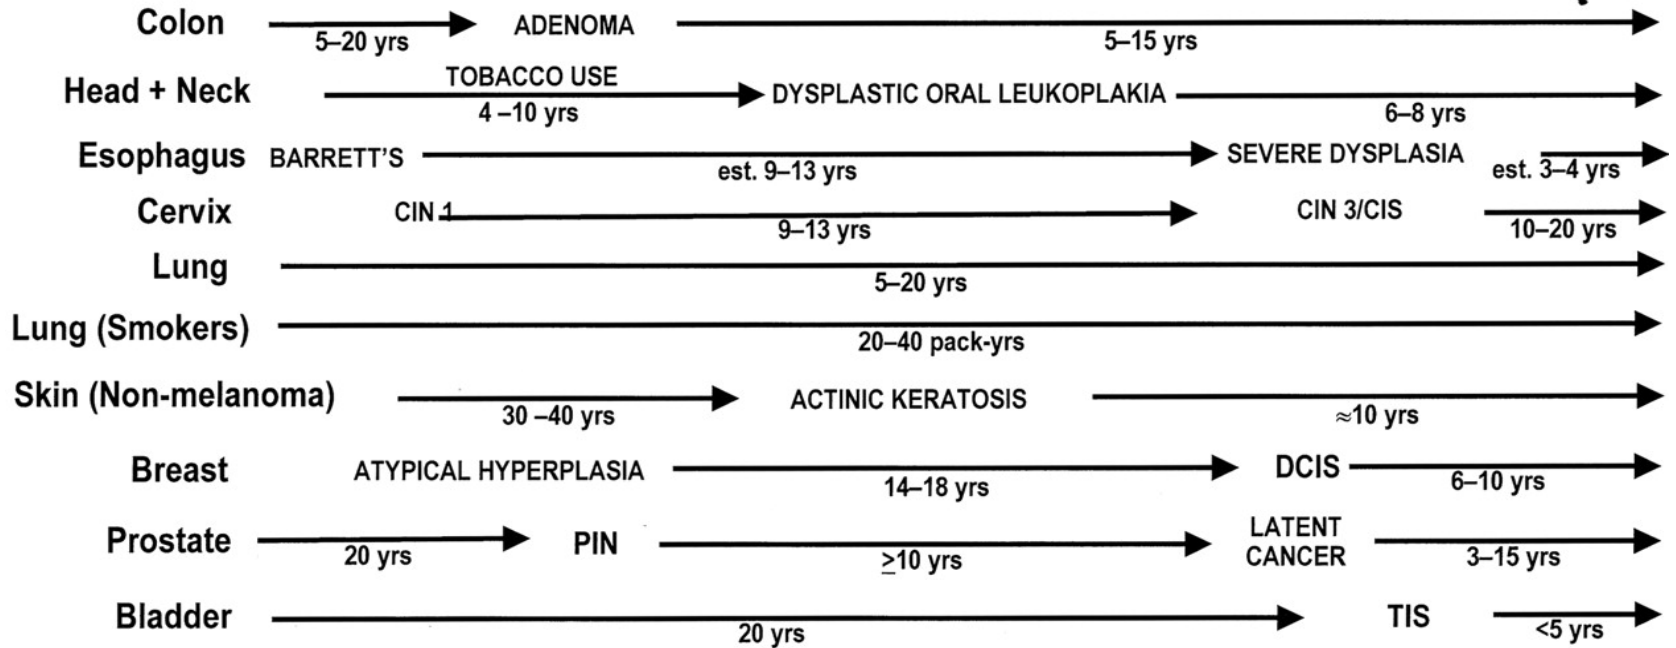 Colon 5–20 yrs ADENOMA 5–15 yrs
Head + Neck TOBACCO USE 4 –10 yrs DYSPLASTIC ORAL LEUKOPLAKIA 6–8 yrs
Esophagus BARRETT'S est. 9–13 yrs SEVERE DYSPLASIA est. 3–4 yrs
Cervix CIN 1 9–13 yrs CIN 3/CIS 10–20 yrs
Lung 5–20 yrs
Lung (Smokers) 20–40 pack-yrs
Skin (Non-melanoma) 30 –40 yrs ACTINIC KERATOSIS ≈10 yrs
Breast ATYPICAL HYPERPLASIA 14–18 yrs DCIS 6–10 yrs
Prostate 20 yrs PIN ≥10 yrs LATENT CANCER 3–15 yrs
Bladder 20 yrs TIS <5 yrs